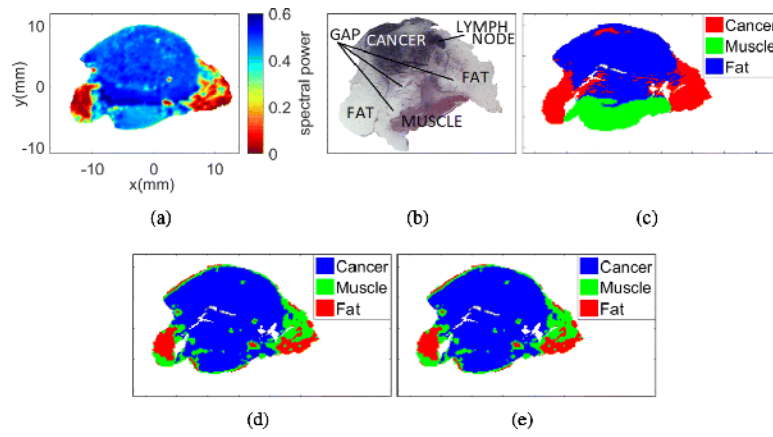 10
0
-10
y(mm)
-10
0
10
x(mm)
0.6
0.4
0.2
0
spectral power
(a)
GAP
CANCER
LYMPH
NODE
FAT
FAT
MUSCLE
(b)
Cancer
Muscle
Fat
(c)
Cancer
Muscle
Fat
(d)
Cancer
Muscle
Fat
(e)